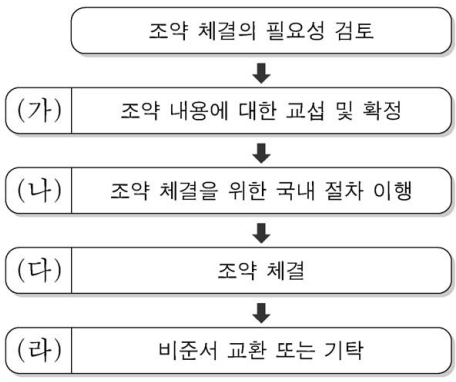 조약 체결의 필요성 검토
(가) 조약 내용에 대한 교섭 및 확정
(나) 조약 체결을 위한 국내 절차 이행
(다) 조약 체결
(라) 비준서 교환 또는 기탁